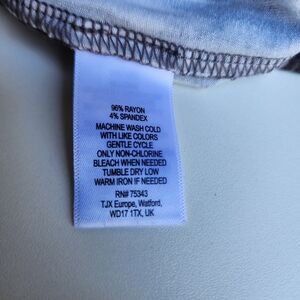 96% RAYON
4% SPANDEX
MACHINE WASH COLD
WITH LIKE COLORS
GENTLE CYCLE
ONLY NON-CHLORINE
BLEACH WHEN NEEDED
TUMBLE DRY LOW
WARM IRON IF NEEDED
RN# 75343
TJX Europe, Watford,
WD17 1TX, UK